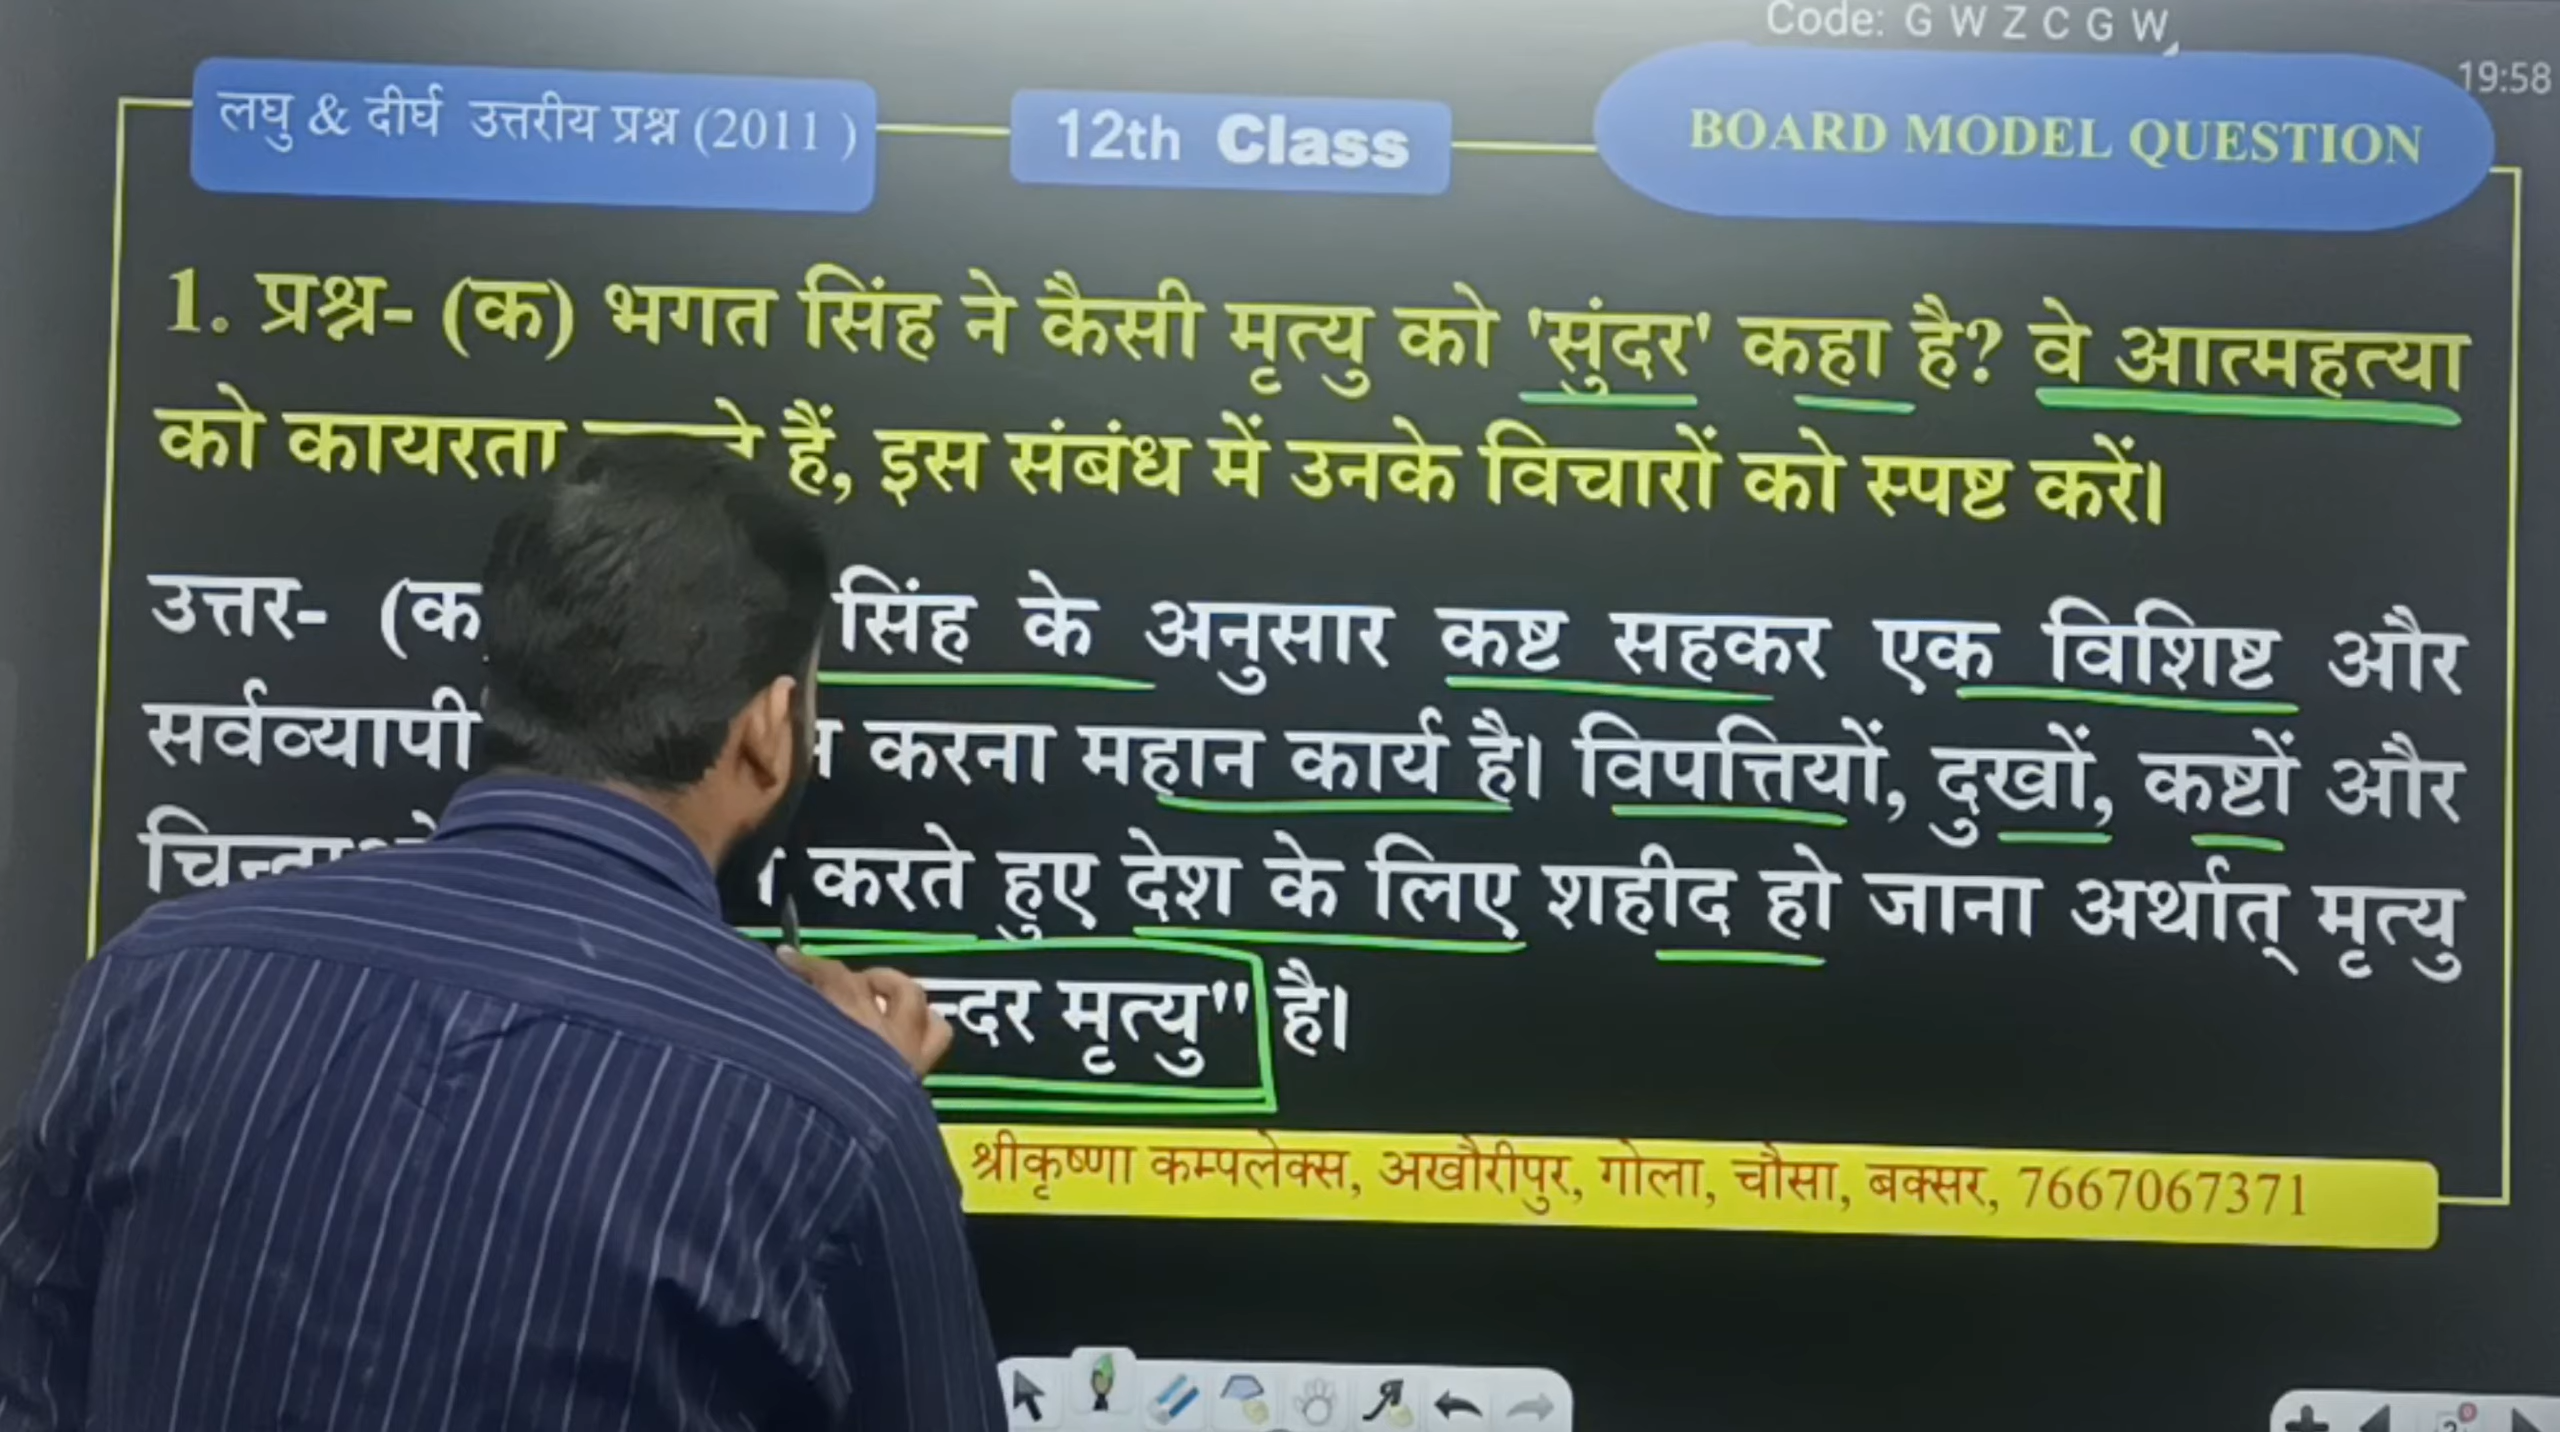 Code: G W Z C G W
19:58
लघु & दीर्घ उत्तरीय प्रश्न (2011 )
12th Class
BOARD MODEL QUESTION
1. प्रश्न- (क) भगत सिंह ने कैसी मृत्यु को 'सुंदर' कहा है? वे आत्महत्या
को कायरता हैं, इस संबंध में उनके विचारों को स्पष्ट करें।
उत्तर- (क सिंह के अनुसार कष्ट सहकर एक विशिष्ट और
सर्वव्यापी करना महान कार्य है। विपत्तियों, दुखों, कष्टों और
करते हुए देश के लिए शहीद हो जाना अर्थात् मृत्यु
न्दर मृत्यु" है।
श्रीकृष्णा कम्पलेक्स, अखौरीपुर, गोला, चौसा, बक्सर, 7667067371